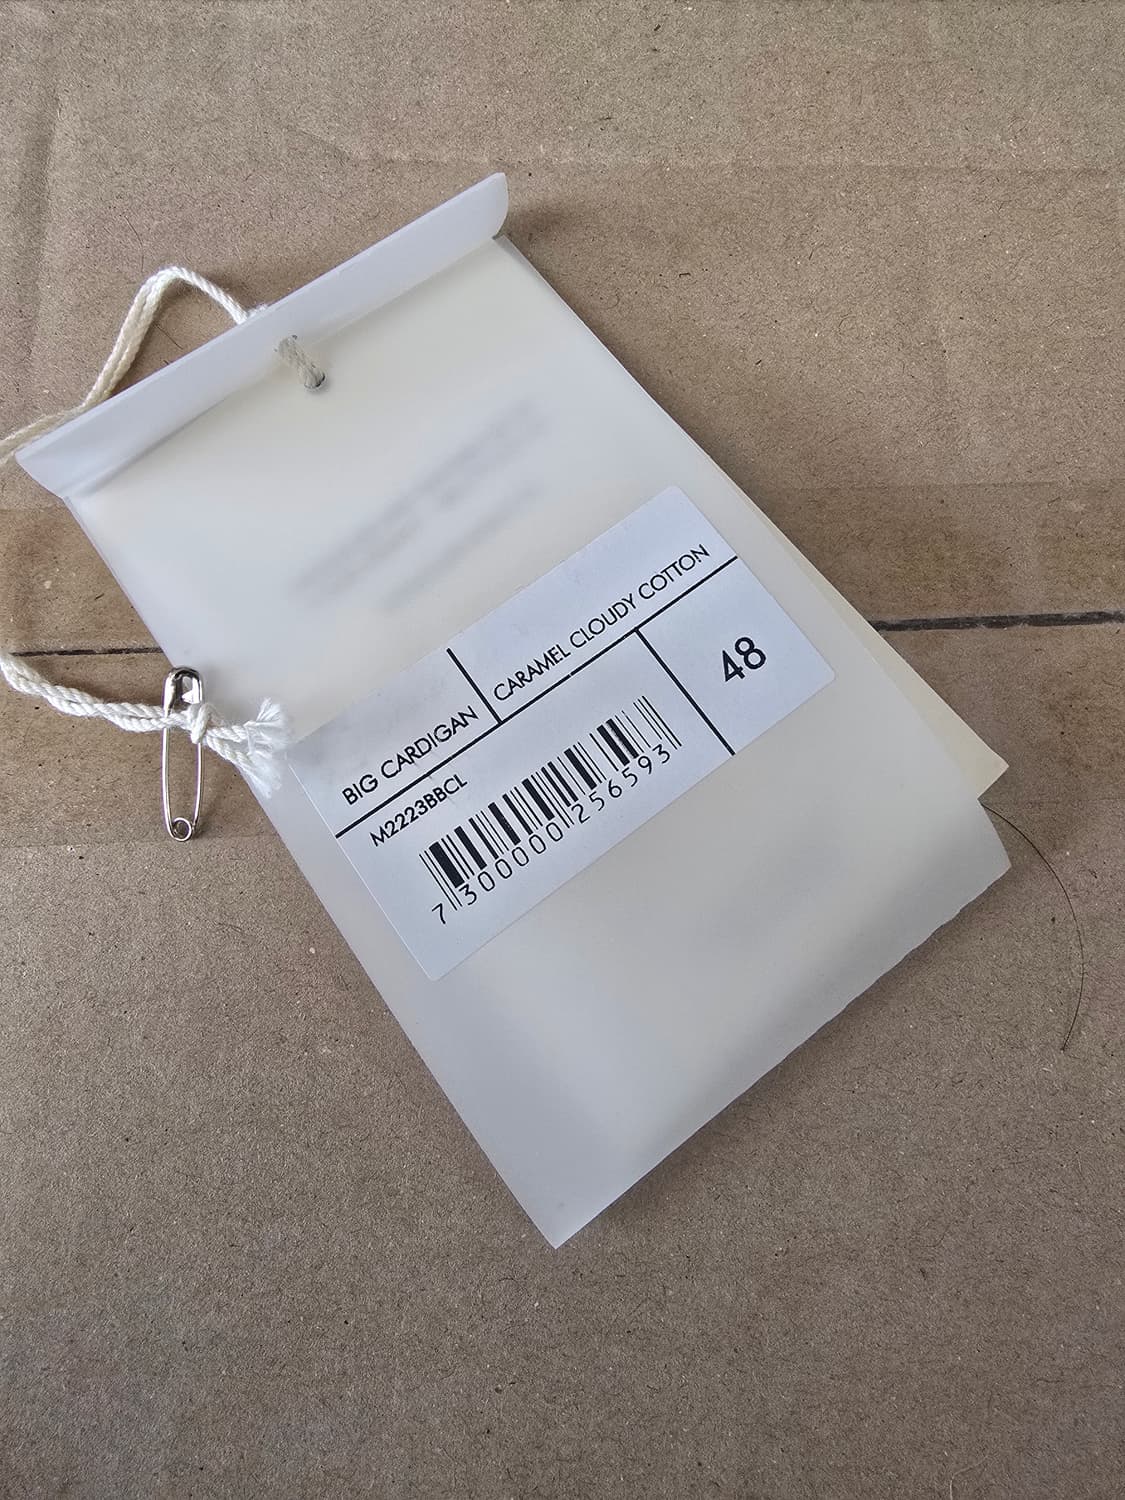 BIG CARDIGAN
CARAMEL CLOUDY COTTON
M2223BBCL
48
7300000256593